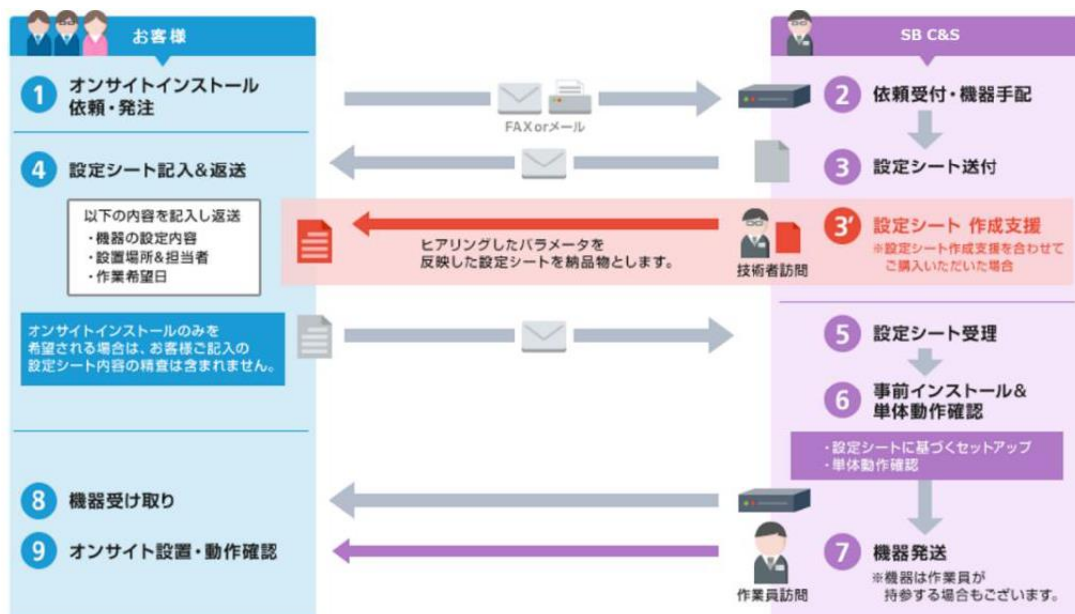 お客様
SB C&S
1
オンサイトインストール
依頼・発注
FAXorメール
2
依頼受付・機器手配
4
設定シート記入&返送
3
設定シート送付
以下の内容を記入し返送
・機器の設定内容
・設置場所&担当者
・作業希望日
ヒアリングしたパラメータを
反映した設定シートを納品物とします。
技術者訪問
3'
設定シート 作成支援
※設定シート作成支援を合わせて
ご購入いただいた場合
オンサイトインストールのみを
希望される場合は、お客様ご記入の
設定シート内容の精査は含まれません。
5
設定シート受理
6
事前インストール&
単体動作確認
・設定シートに基づくセットアップ
・単体動作確認
8
機器受け取り
9
オンサイト設置・動作確認
作業員訪問
7
機器発送
※機器は作業員が
持参する場合もございます。